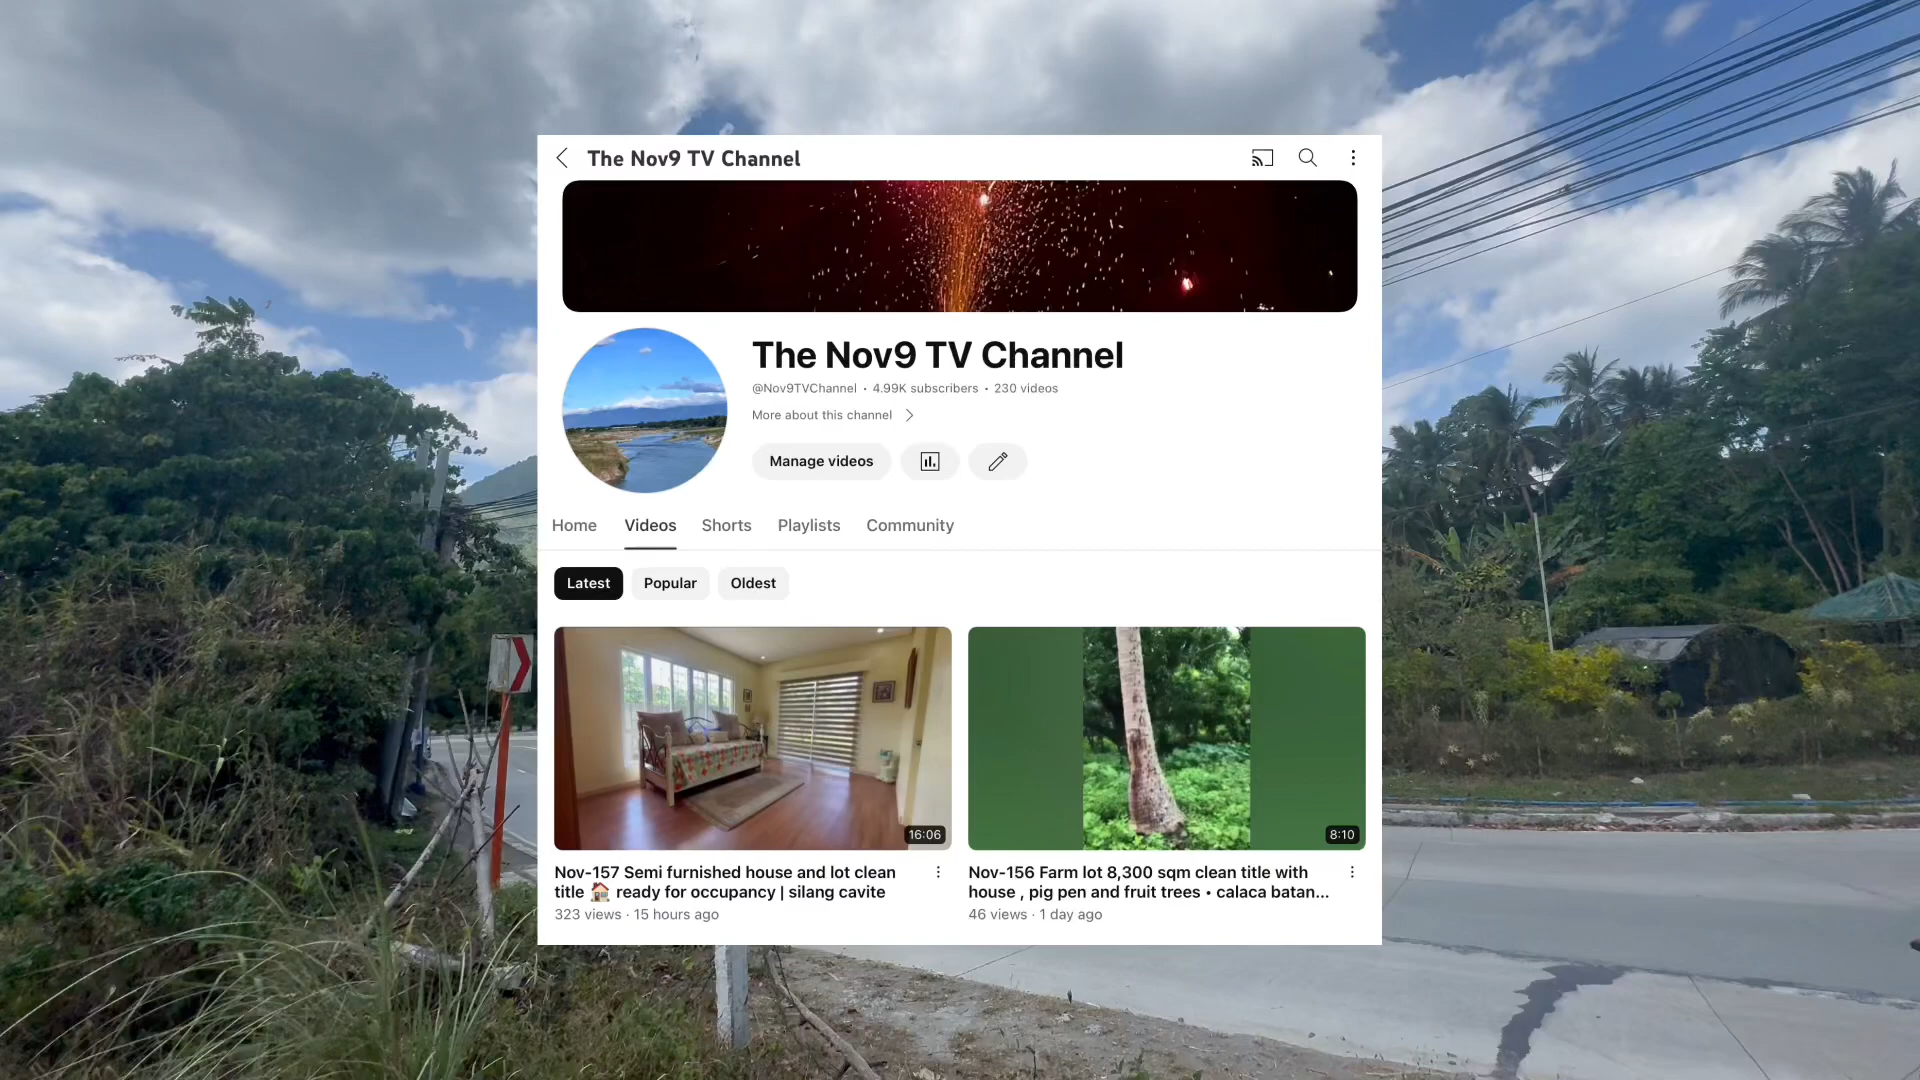 The Nov9 TV Channel
The Nov9 TV Channel
@Nov9TVChannel • 4.99K subscribers • 230 videos
More about this channel
Manage videos
Home Videos Shorts Playlists Community
Latest Popular Oldest
16:06
8:10
Nov-157 Semi furnished house and lot clean
title 🏠 ready for occupancy | silang cavite
323 views · 15 hours ago
Nov-156 Farm lot 8,300 sqm clean title with
house , pig pen and fruit trees • calaca batan...
46 views · 1 day ago